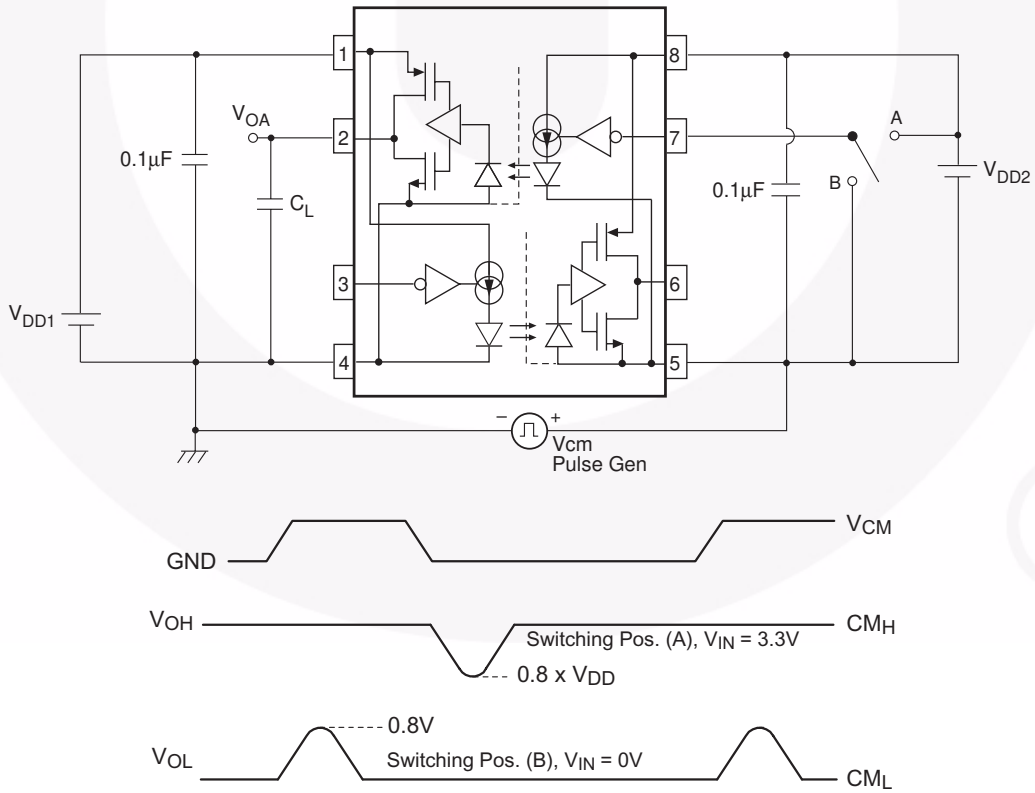 1
8
V_OA
2
7
A
0.1μF
C_L
0.1μF
B
V_DD2
3
6
V_DD1
4
5
− +
Vcm
Pulse Gen
GND
V_CM
V_OH
Switching Pos. (A), V_IN = 3.3V
CM_H
0.8 x V_DD
0.8V
V_OL
Switching Pos. (B), V_IN = 0V
CM_L